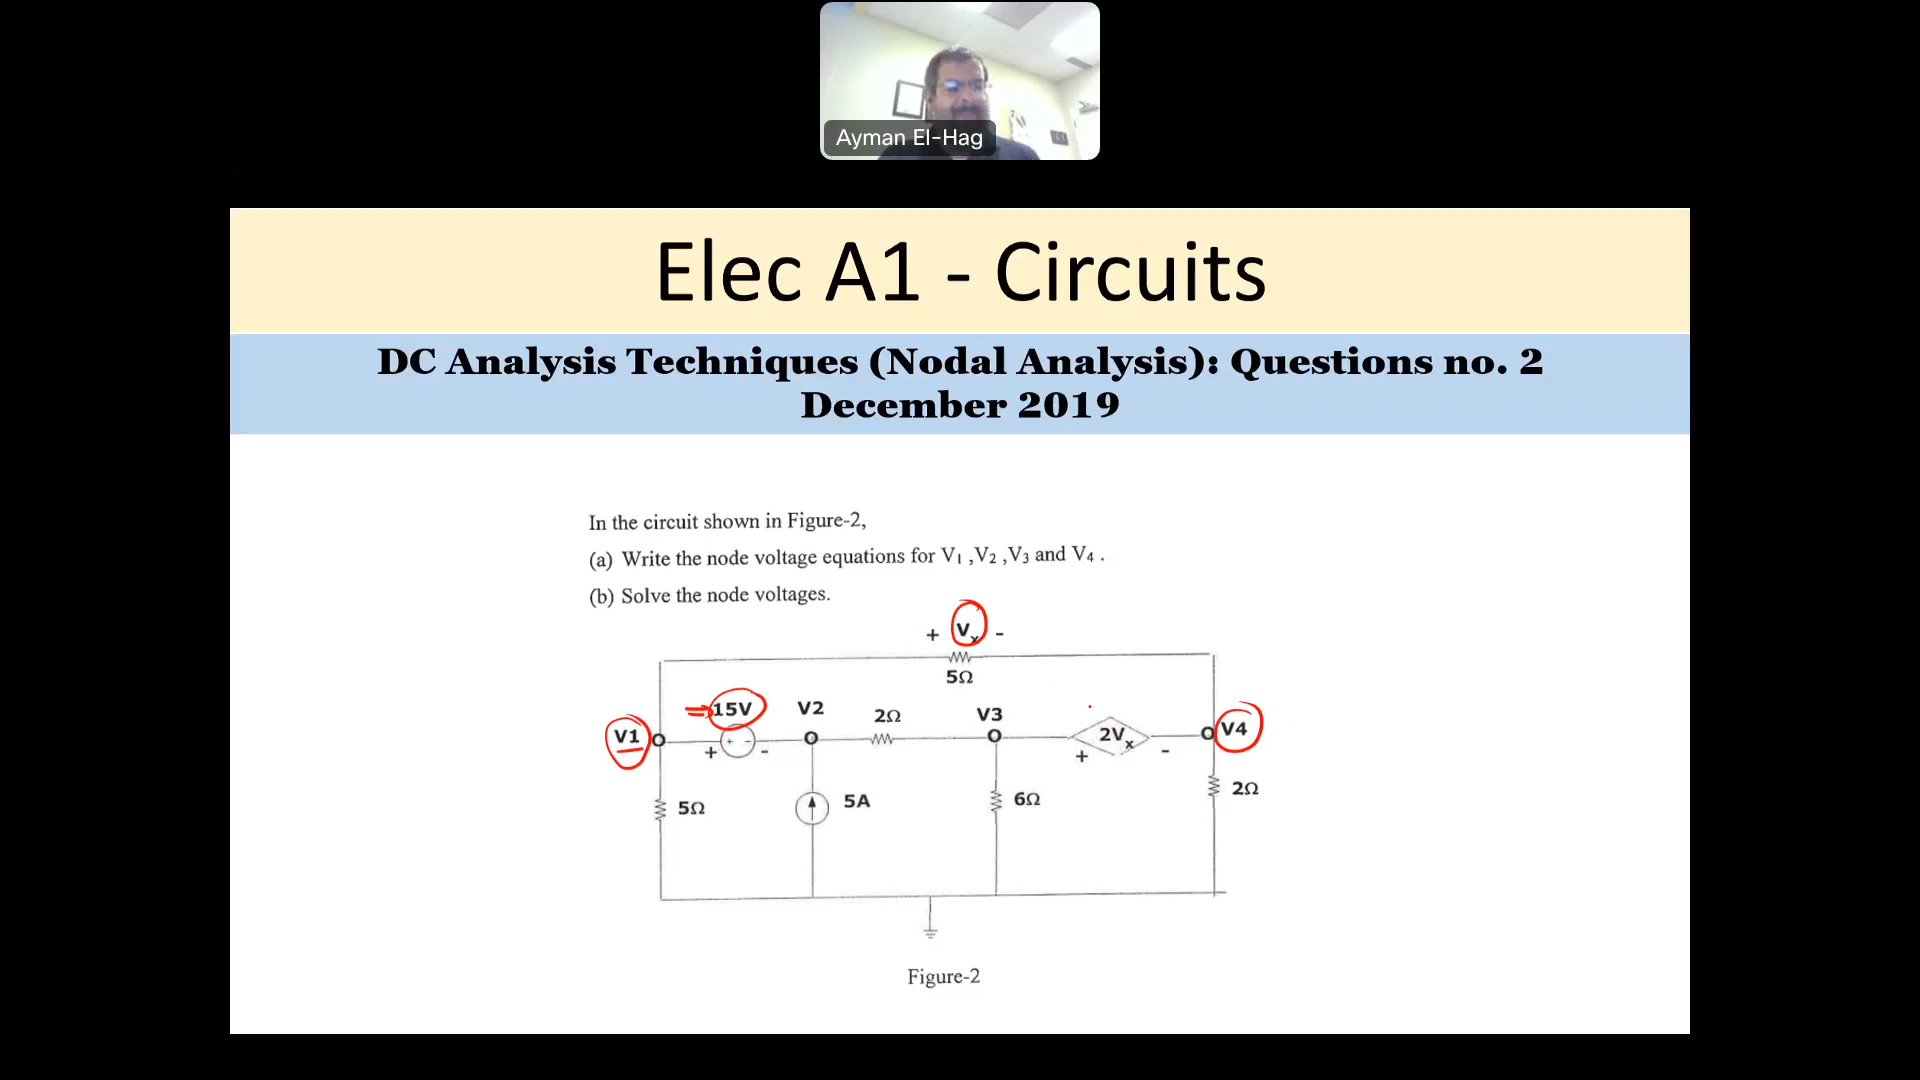 Ayman El-Hag
Elec A1 - Circuits
DC Analysis Techniques (Nodal Analysis): Questions no. 2
December 2019
In the circuit shown in Figure-2,
(a) Write the node voltage equations for V1 ,V2 ,V3 and V4 .
(b) Solve the node voltages.
+ Vx -
5Ω
15V V2 2Ω V3
V1 + - 2Vx V4
+ -
5Ω 5A 6Ω 2Ω
Figure-2